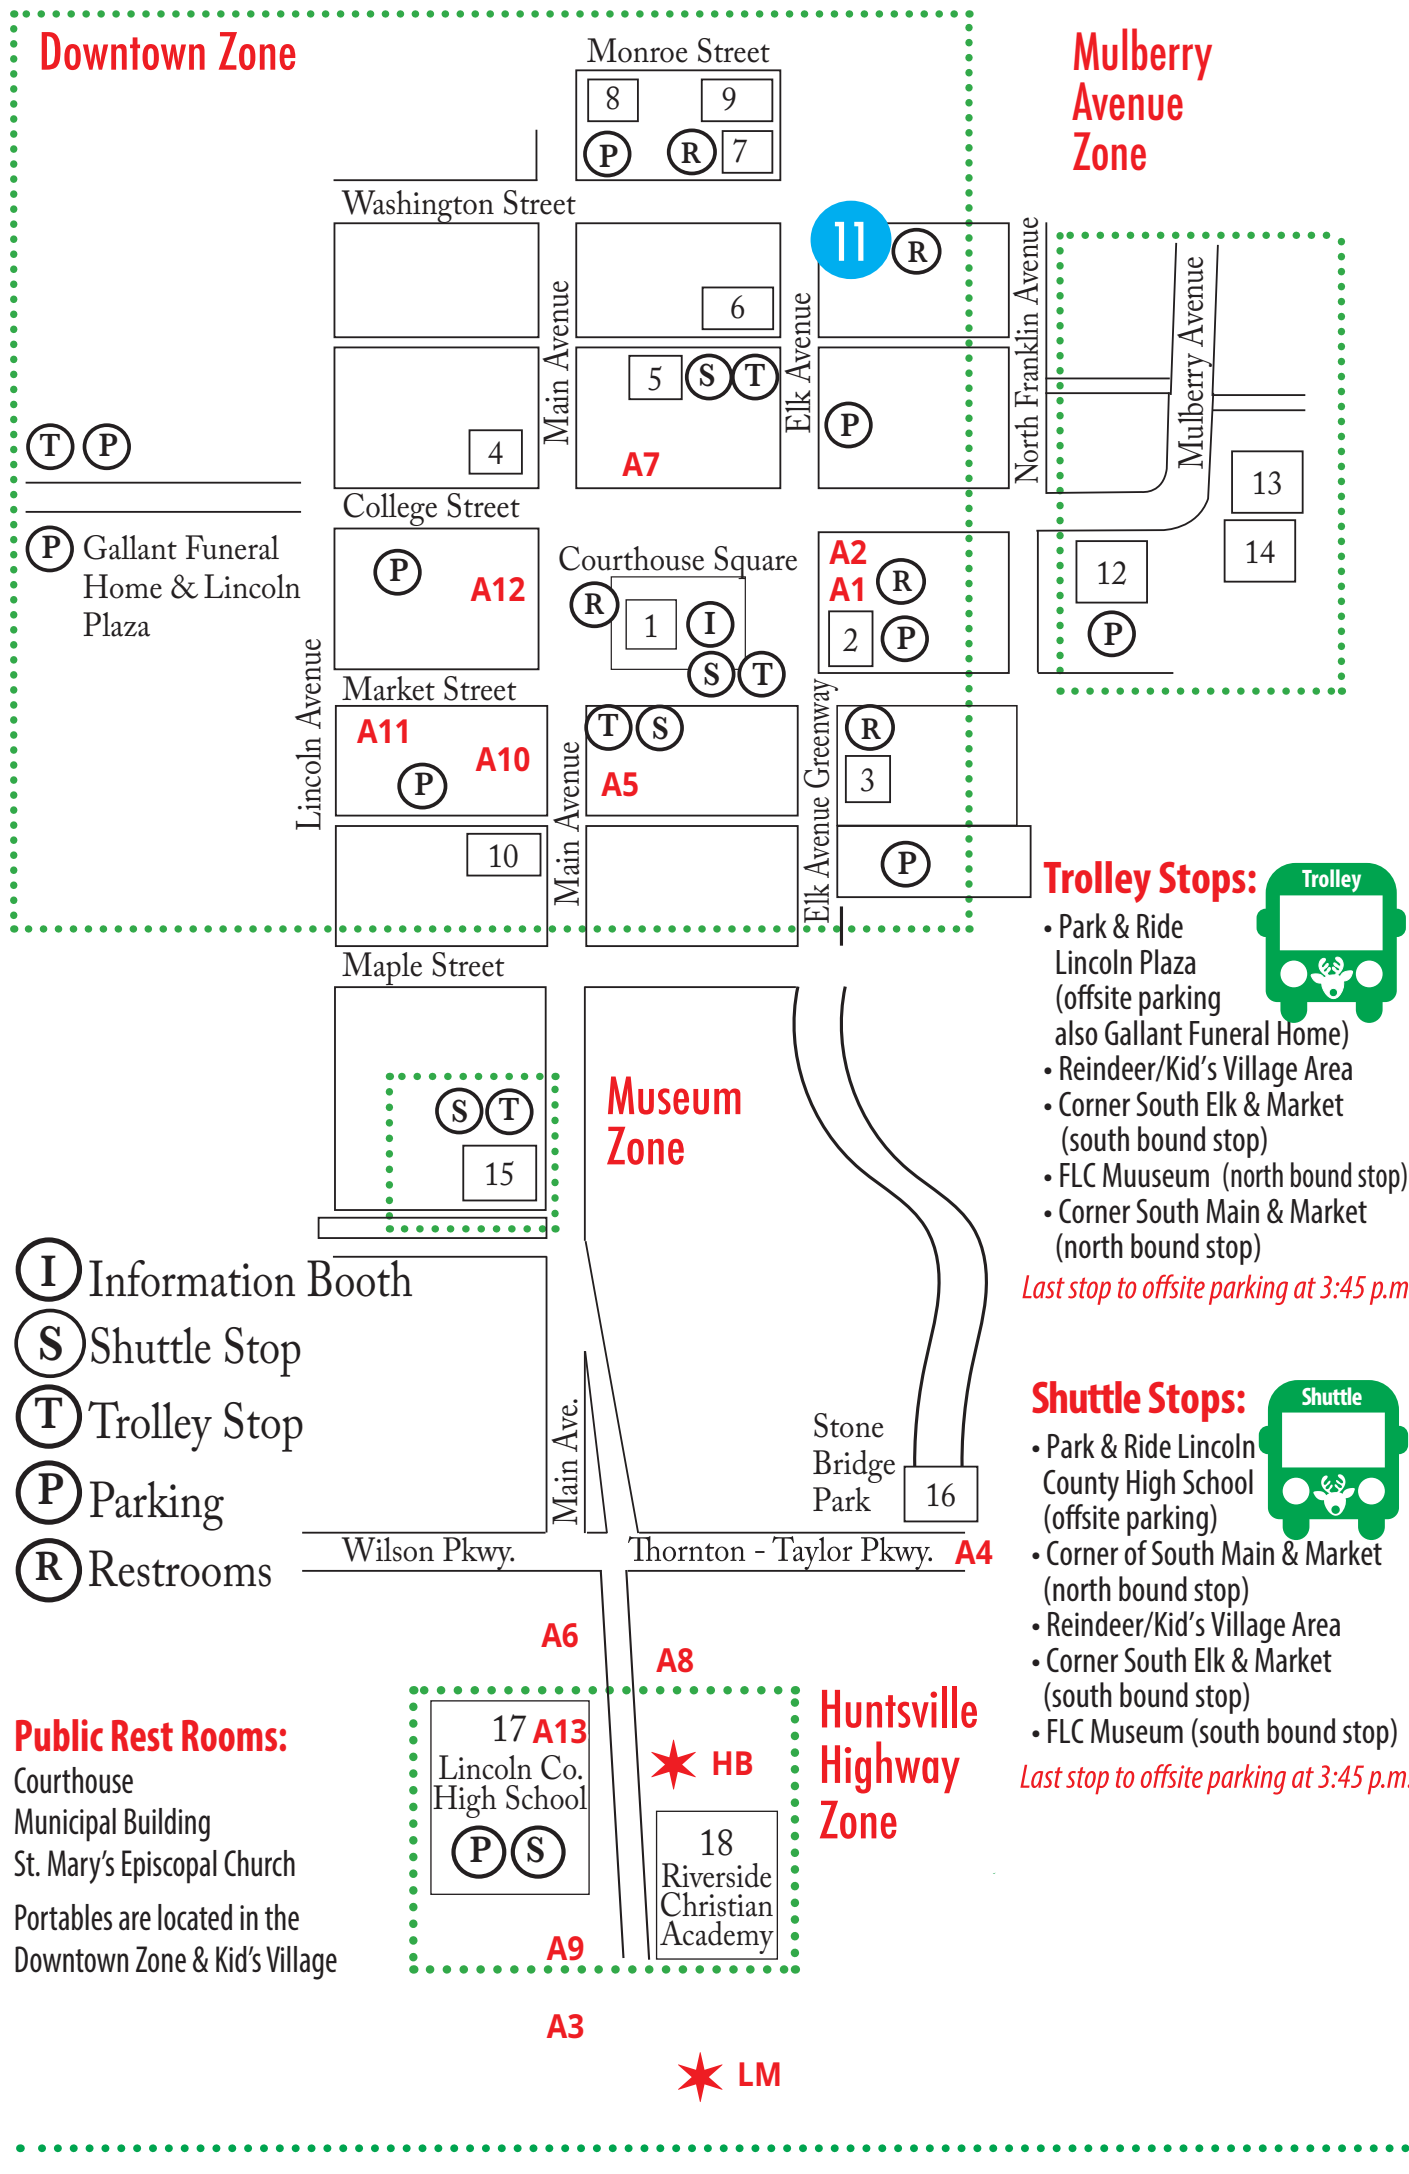 Downtown Zone
Monroe Street
8
9
P
R
7
Mulberry
Avenue
Zone
Washington Street
11
R
6
Main Avenue
Elk Avenue
North Franklin Avenue
Mulberry Avenue
5
S
T
P
4
A7
T
P
College Street
13
14
P
Gallant Funeral
Home & Lincoln
Plaza
P
A12
Courthouse Square
R
1
I
S
T
A2
A1
R
2
P
12
P
Lincoln Avenue
Market Street
A11
A10
P
Main Avenue
T
S
A5
Elk Avenue Greenway
R
3
10
P
Maple Street
Trolley Stops:
Trolley
• Park & Ride
Lincoln Plaza
(offsite parking
also Gallant Funeral Home)
• Reindeer/Kid's Village Area
• Corner South Elk & Market
(south bound stop)
• FLC Muuseum (north bound stop)
• Corner South Main & Market
(north bound stop)
Last stop to offsite parking at 3:45 p.m
S
T
15
Museum
Zone
I Information Booth
S Shuttle Stop
T Trolley Stop
P Parking
R Restrooms
Main Ave.
Stone
Bridge
Park
16
Wilson Pkwy.
Thornton - Taylor Pkwy.
A4
Shuttle Stops:
Shuttle
• Park & Ride Lincoln
County High School
(offsite parking)
• Corner of South Main & Market
(north bound stop)
• Reindeer/Kid's Village Area
• Corner South Elk & Market
(south bound stop)
• FLC Museum (south bound stop)
Last stop to offsite parking at 3:45 p.m.
A6
A8
Public Rest Rooms:
Courthouse
Municipal Building
St. Mary's Episcopal Church
Portables are located in the
Downtown Zone & Kid's Village
17 A13
Lincoln Co.
High School
P
S
HB
18
Riverside
Christian
Academy
Huntsville
Highway
Zone
A9
A3
LM